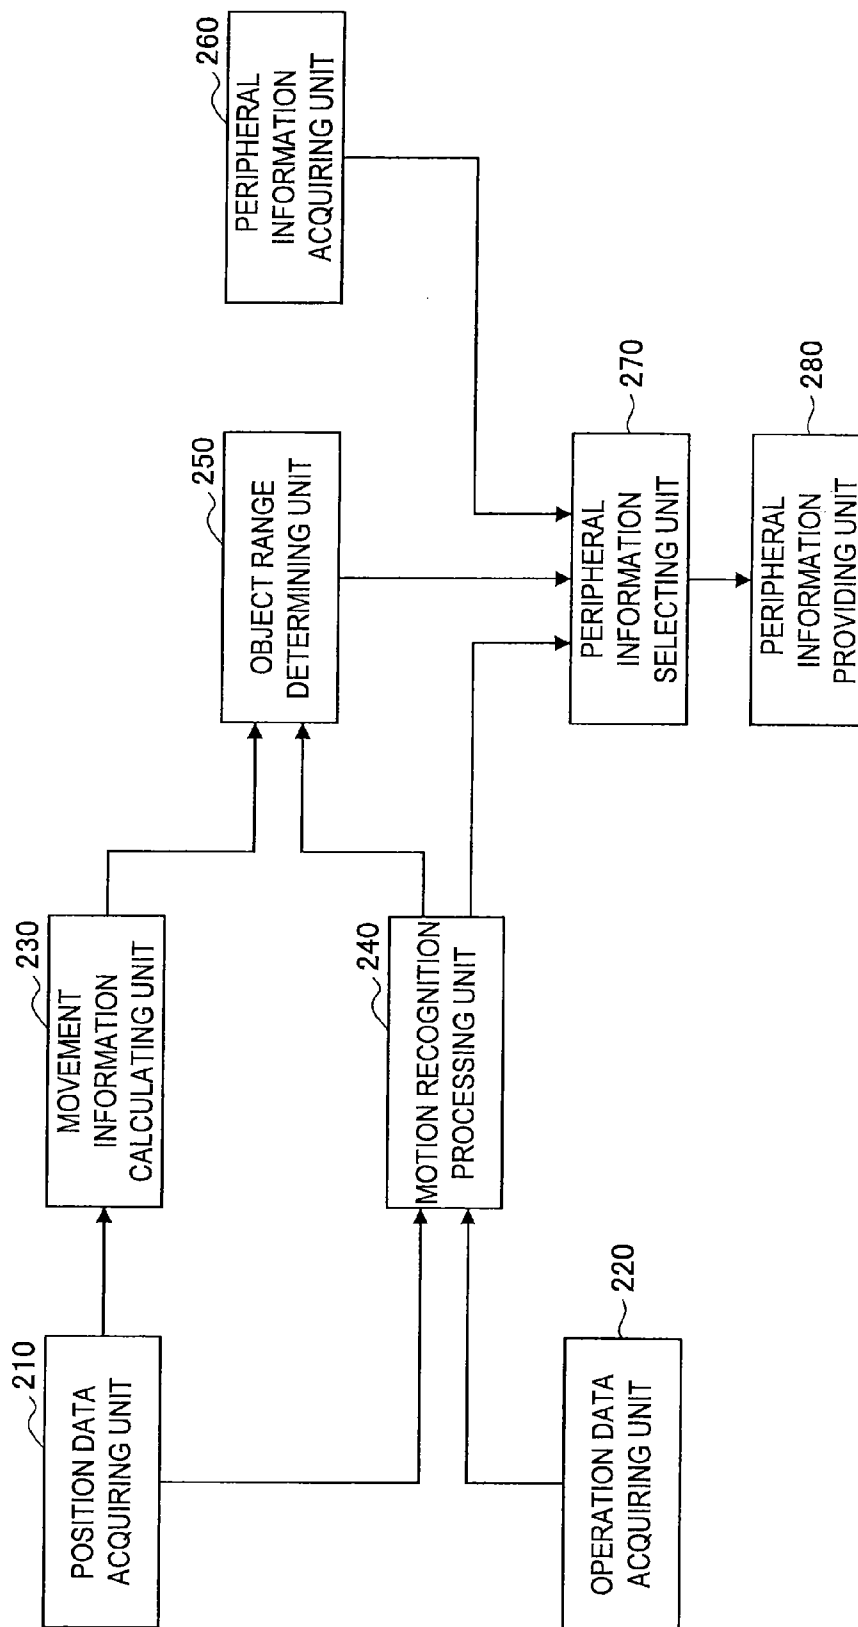 210
POSITION DATA
ACQUIRING UNIT
220
OPERATION DATA
ACQUIRING UNIT
230
MOVEMENT
INFORMATION
CALCULATING UNIT
240
MOTION RECOGNITION
PROCESSING UNIT
250
OBJECT RANGE
DETERMINING UNIT
260
PERIPHERAL
INFORMATION
ACQUIRING UNIT
270
PERIPHERAL
INFORMATION
SELECTING UNIT
280
PERIPHERAL
INFORMATION
PROVIDING UNIT